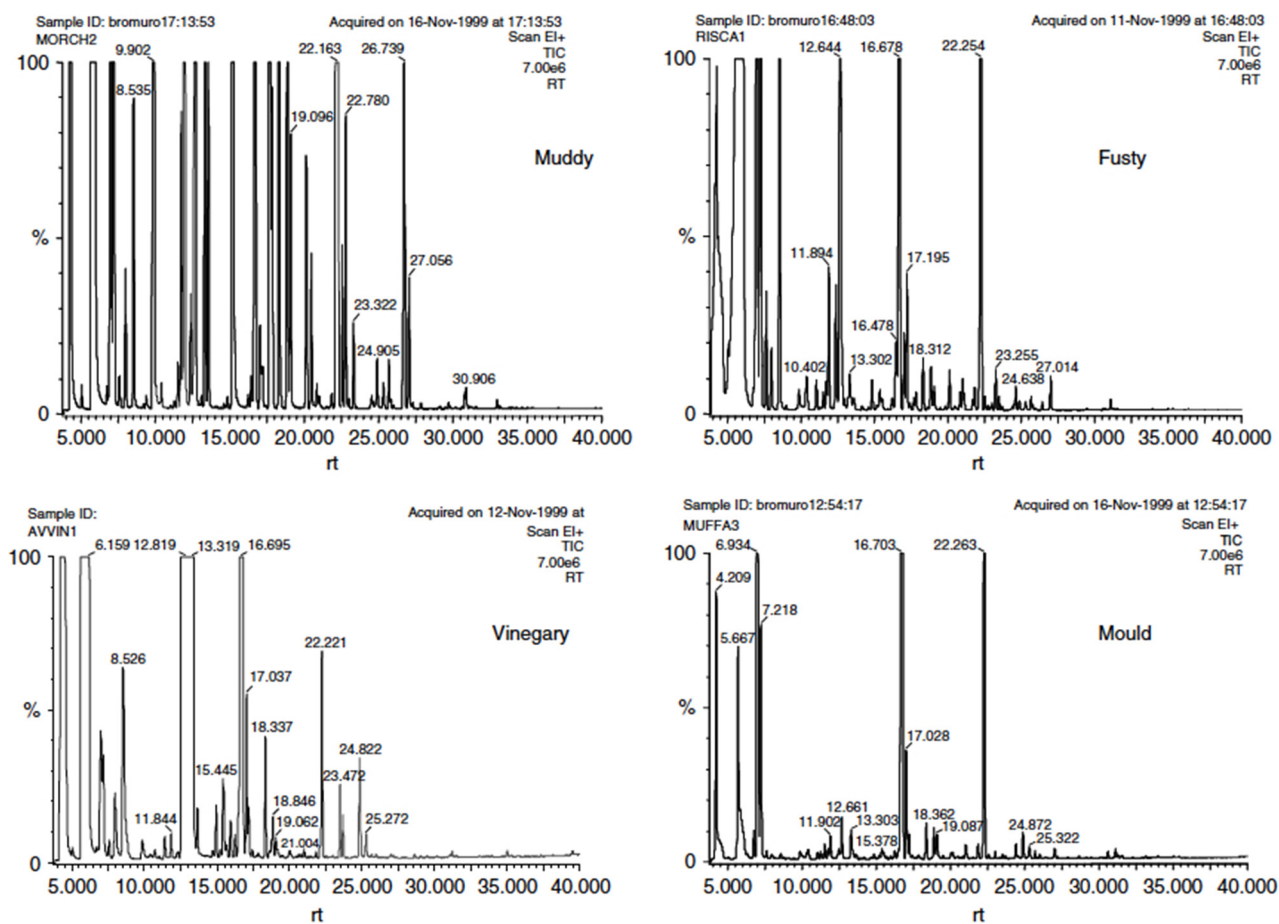 Sample ID: bromuro17:13:53
MORCH2
Acquired on 16-Nov-1999 at 17:13:53
Scan EI+
TIC
7.00e6
RT
100
%
0
9.902
8.535
22.163
26.739
22.780
19.096
27.056
23.322
24.905
30.906
Muddy
5.000 10.000 15.000 20.000 25.000 30.000 35.000 40.000
rt
Sample ID: bromuro16:48:03
RISCA1
Acquired on 11-Nov-1999 at 16:48:03
Scan EI+
TIC
7.00e6
RT
100
%
0
12.644
16.678
22.254
11.894
17.195
16.478
10.402
13.302
18.312
23.255
24.638
27.014
Fusty
5.000 10.000 15.000 20.000 25.000 30.000 35.000 40.000
rt
Sample ID:
AVVIN1
Acquired on 12-Nov-1999 at
Scan EI+
TIC
7.00e6
RT
100
%
0
6.159
12.819
13.319
16.695
8.526
22.221
17.037
18.337
15.445
24.822
23.472
11.844
18.846
19.062
21.004
25.272
Vinegary
5.000 10.000 15.000 20.000 25.000 30.000 35.000 40.000
rt
Sample ID: bromuro12:54:17
MUFFA3
Acquired on 16-Nov-1999 at 12:54:17
Scan EI+
TIC
7.00e6
RT
100
%
0
6.934
4.209
7.218
5.667
16.703
22.263
17.028
12.661
11.902
13.303
15.378
18.362
19.087
24.872
25.322
Mould
5.000 10.000 15.000 20.000 25.000 30.000 35.000 40.000
rt